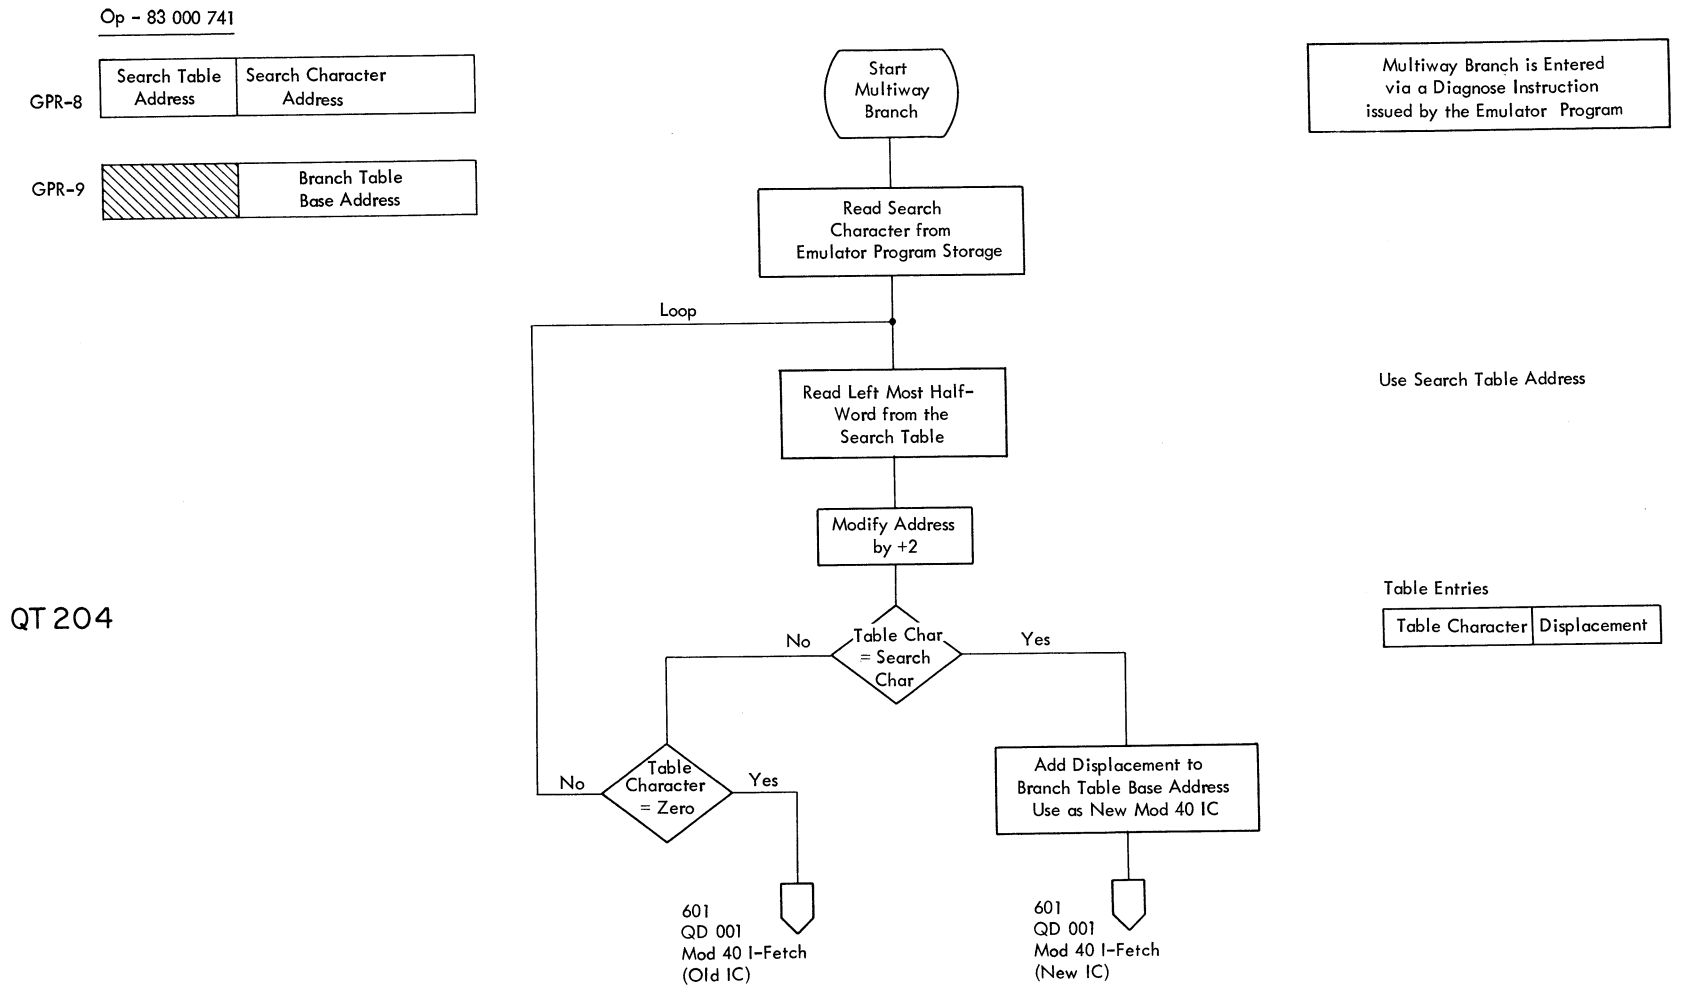 Op - 83 000 741
GPR-8
Search Table
Address
Search Character
Address
GPR-9
Branch Table
Base Address
Start
Multiway
Branch
Multiway Branch is Entered
via a Diagnose Instruction
issued by the Emulator Program
Read Search
Character from
Emulator Program Storage
Loop
Read Left Most Half-
Word from the
Search Table
Use Search Table Address
Modify Address
by +2
QT 204
Table Entries
Table Character
Displacement
No
Table Char
= Search
Char
Yes
No
Table
Character
= Zero
Yes
Add Displacement to
Branch Table Base Address
Use as New Mod 40 IC
601
QD 001
Mod 40 I-Fetch
(Old IC)
601
QD 001
Mod 40 I-Fetch
(New IC)